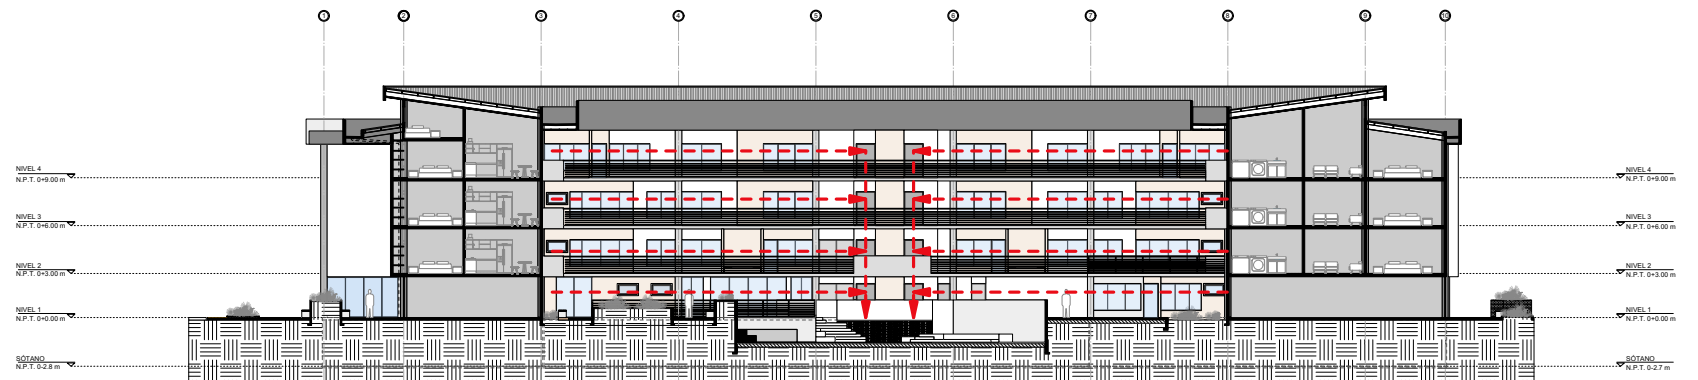 1 2 3 4 5 6 7 8 9 10
NIVEL 4
N.P.T. 0+9.00 m
NIVEL 4
N.P.T. 0+9.00 m
NIVEL 3
N.P.T. 0+6.00 m
NIVEL 3
N.P.T. 0+6.00 m
NIVEL 2
N.P.T. 0+3.00 m
NIVEL 2
N.P.T. 0+3.00 m
NIVEL 1
N.P.T. 0+0.00 m
NIVEL 1
N.P.T. 0+0.00 m
SÓTANO
N.P.T. 0-2.8 m
SÓTANO
N.P.T. 0-2.7 m